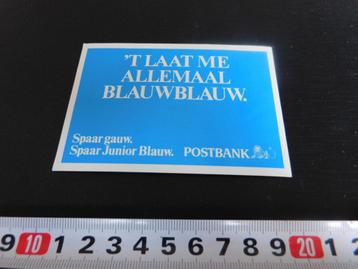 'T LAAT ME
ALLEMAAL
BLAUWBLAUW.
Spaar gauw.
Spaar Junior Blauw. POSTBANK
9 10 1 2 3 4 5 6 7 8 9 20 1 2